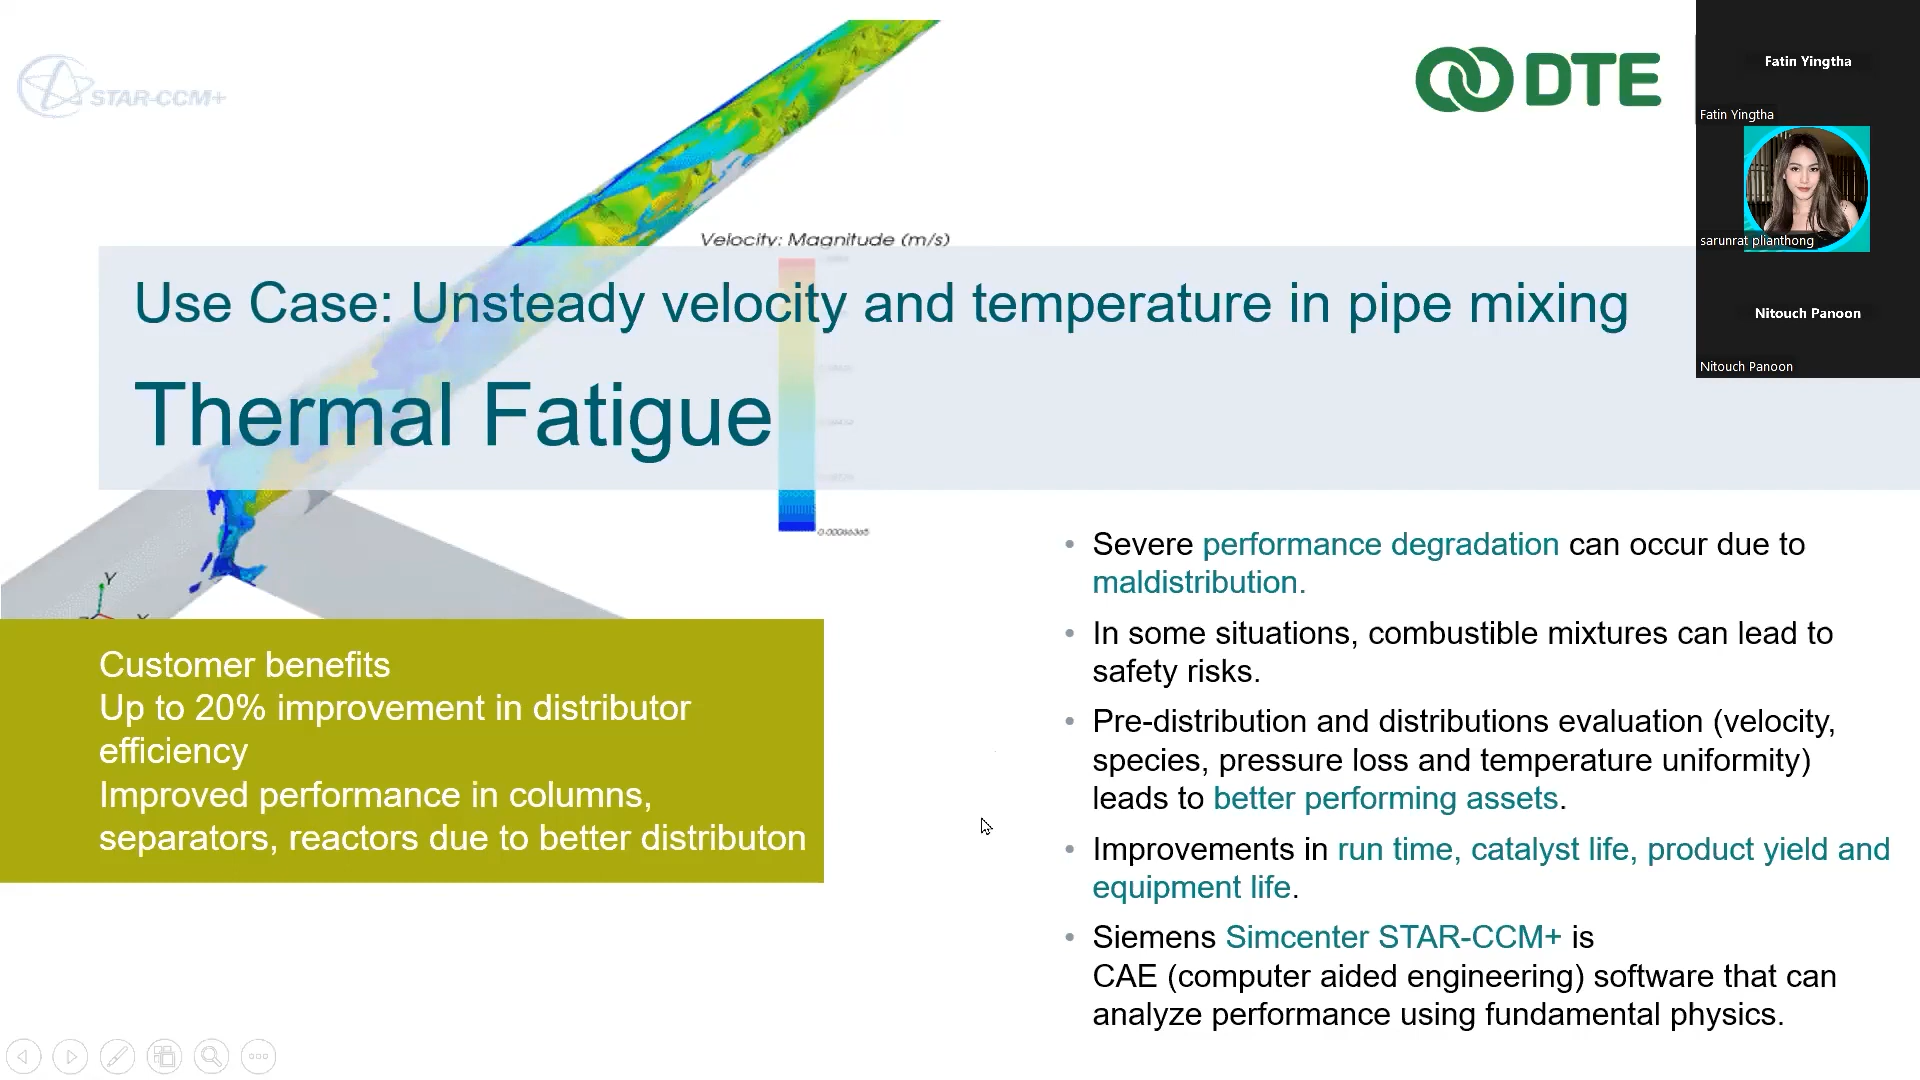 STAR-CCM+
DTE
Velocity: Magnitude (m/s)
Use Case: Unsteady velocity and temperature in pipe mixing
Thermal Fatigue
Y
Customer benefits
Up to 20% improvement in distributor
efficiency
Improved performance in columns,
separators, reactors due to better distributon
• Severe performance degradation can occur due to
maldistribution.
• In some situations, combustible mixtures can lead to
safety risks.
• Pre-distribution and distributions evaluation (velocity,
species, pressure loss and temperature uniformity)
leads to better performing assets.
• Improvements in run time, catalyst life, product yield and
equipment life.
• Siemens Simcenter STAR-CCM+ is
CAE (computer aided engineering) software that can
analyze performance using fundamental physics.
Fatin Yingtha
Fatin Yingtha
sarunrat plianthong
Nitouch Panoon
Nitouch Panoon